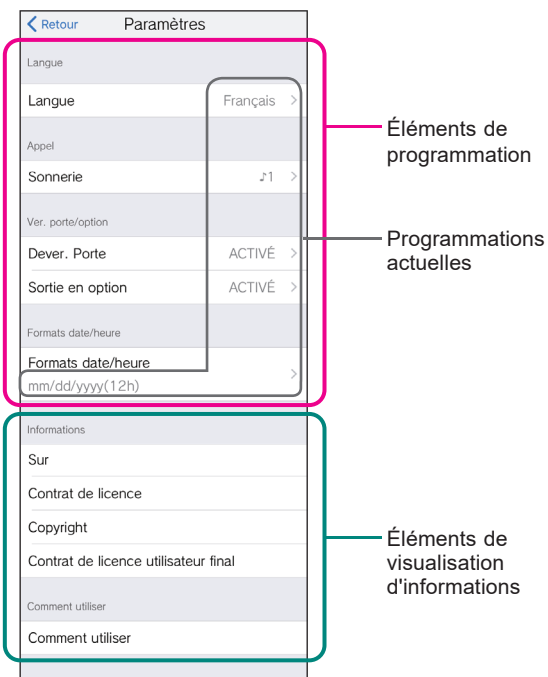 Retour Paramètres
Langue
Langue Français
Appel
Sonnerie ♪1
Ver. porte/option
Dever. Porte ACTIVÉ
Sortie en option ACTIVÉ
Formats date/heure
Formats date/heure
mm/dd/yyyy(12h)
Informations
Sur
Contrat de licence
Copyright
Contrat de licence utilisateur final
Comment utiliser
Comment utiliser
Éléments de
programmation
Programmations
actuelles
Éléments de
visualisation
d'informations